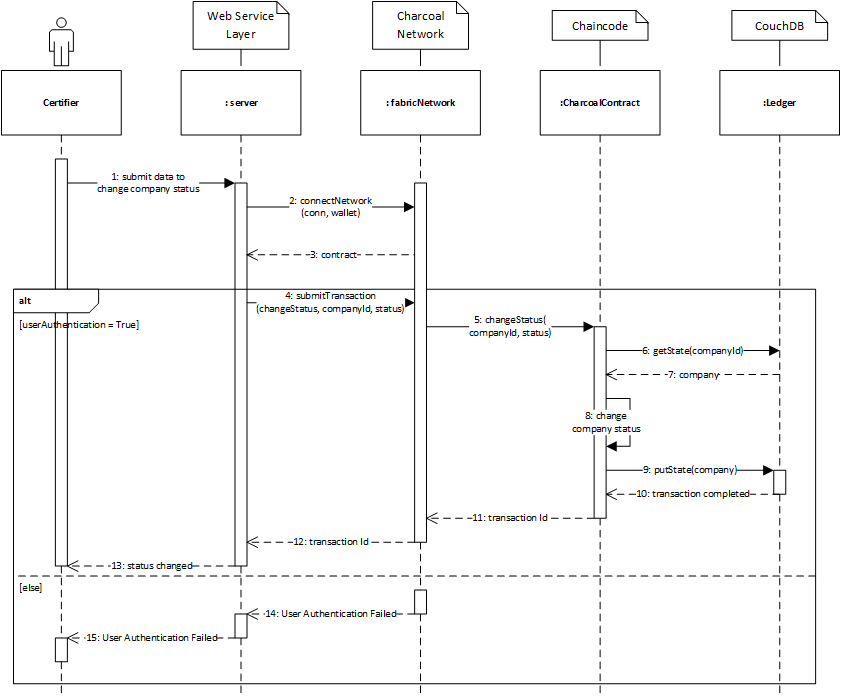 Web Service
Layer
Charcoal
Network
Chaincode
CouchDB
Certifier
: server
: fabricNetwork
:CharcoalContract
:Ledger
1: submit data to
change company status
2: connectNetwork
(conn, wallet)
3: contract
alt
4: submitTransaction
(changeStatus, companyId, status)
[userAuthentication = True]
5: changeStatus(
companyId, status)
6: getState(companyId)
7: company
8: change
company status
9: putState(company)
10: transaction completed
11: transaction Id
12: transaction Id
13: status changed
[else]
14: User Authentication Failed
15: User Authentication Failed